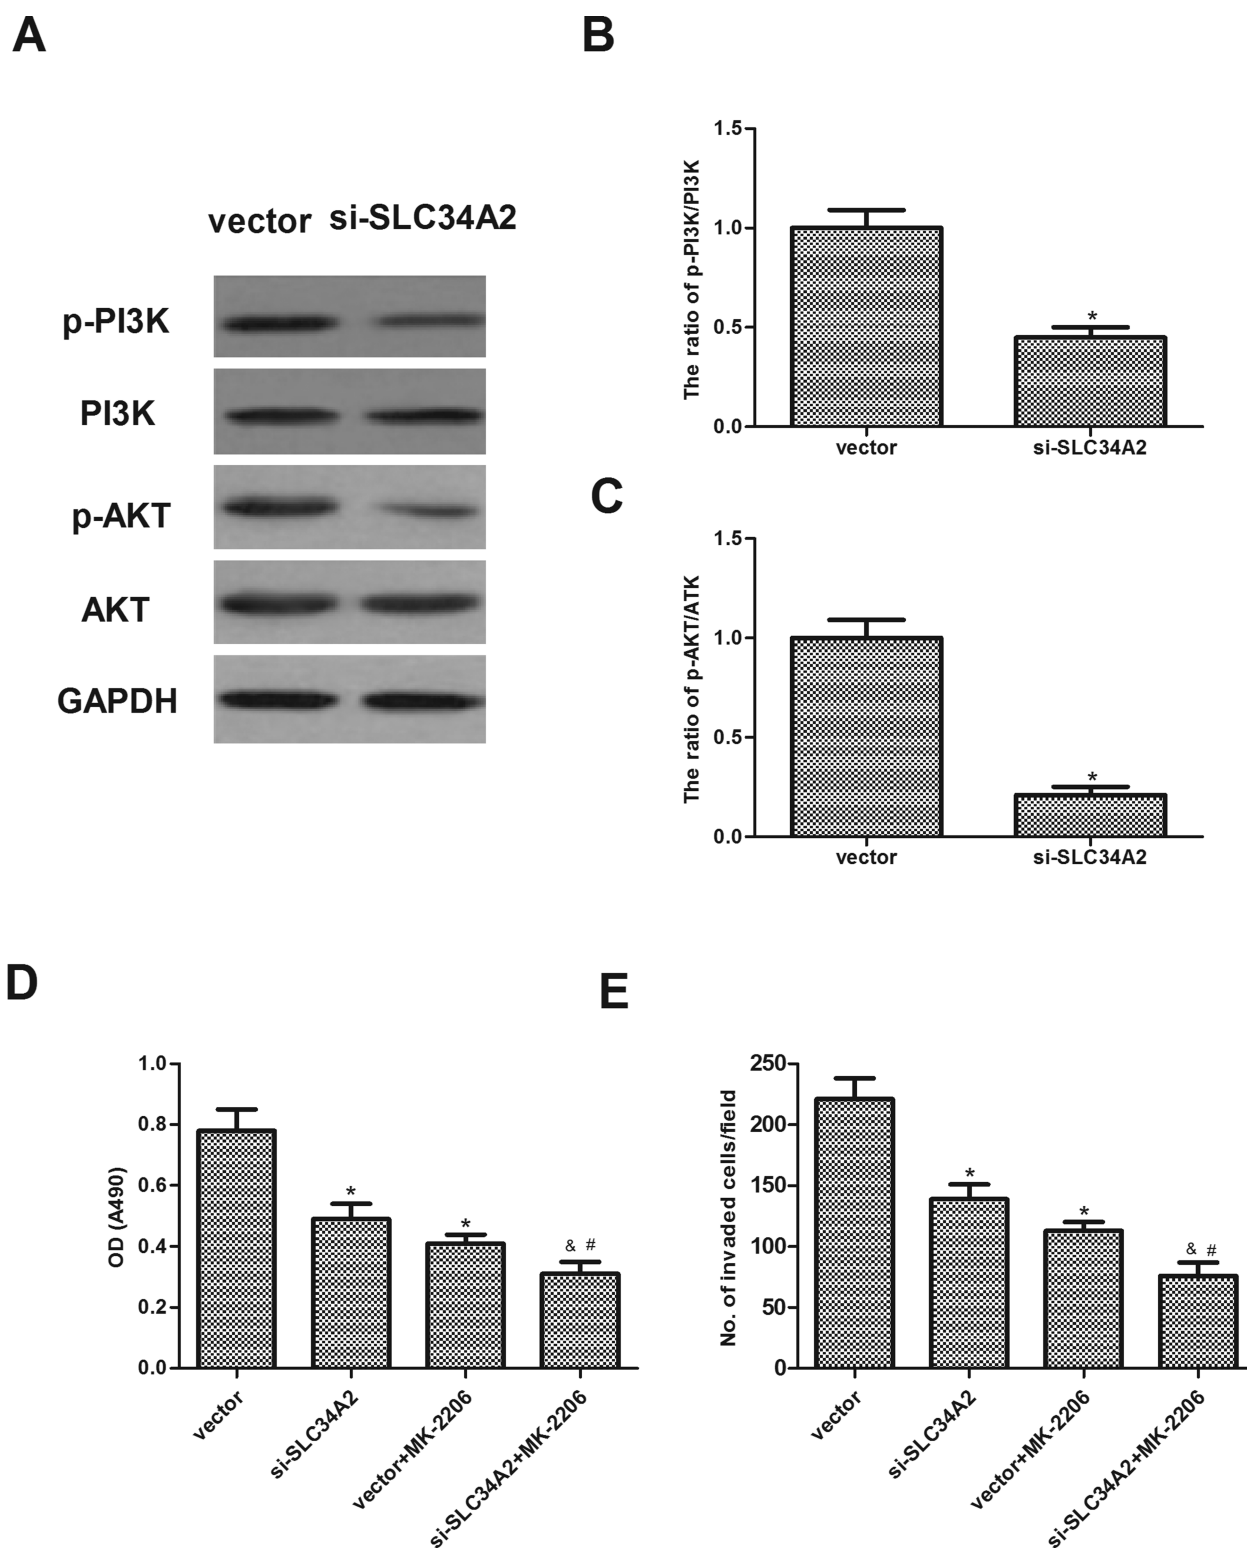 A
vector si-SLC34A2
p-PI3K
PI3K
p-AKT
AKT
GAPDH
B
The ratio of p-PI3K/PI3K
1.5
1.0
0.5
0.0
*
vector si-SLC34A2
C
The ratio of p-AKT/ATK
1.5
1.0
0.5
0.0
*
vector si-SLC34A2
D
OD (A490)
1.0
0.8
0.6
0.4
0.2
0.0
*
*
& #
vector
si-SLC34A2
vector+MK-2206
si-SLC34A2+MK-2206
E
No. of invaded cells/field
250
200
150
100
50
0
*
*
& #
vector
si-SLC34A2
vector+MK-2206
si-SLC34A2+MK-2206